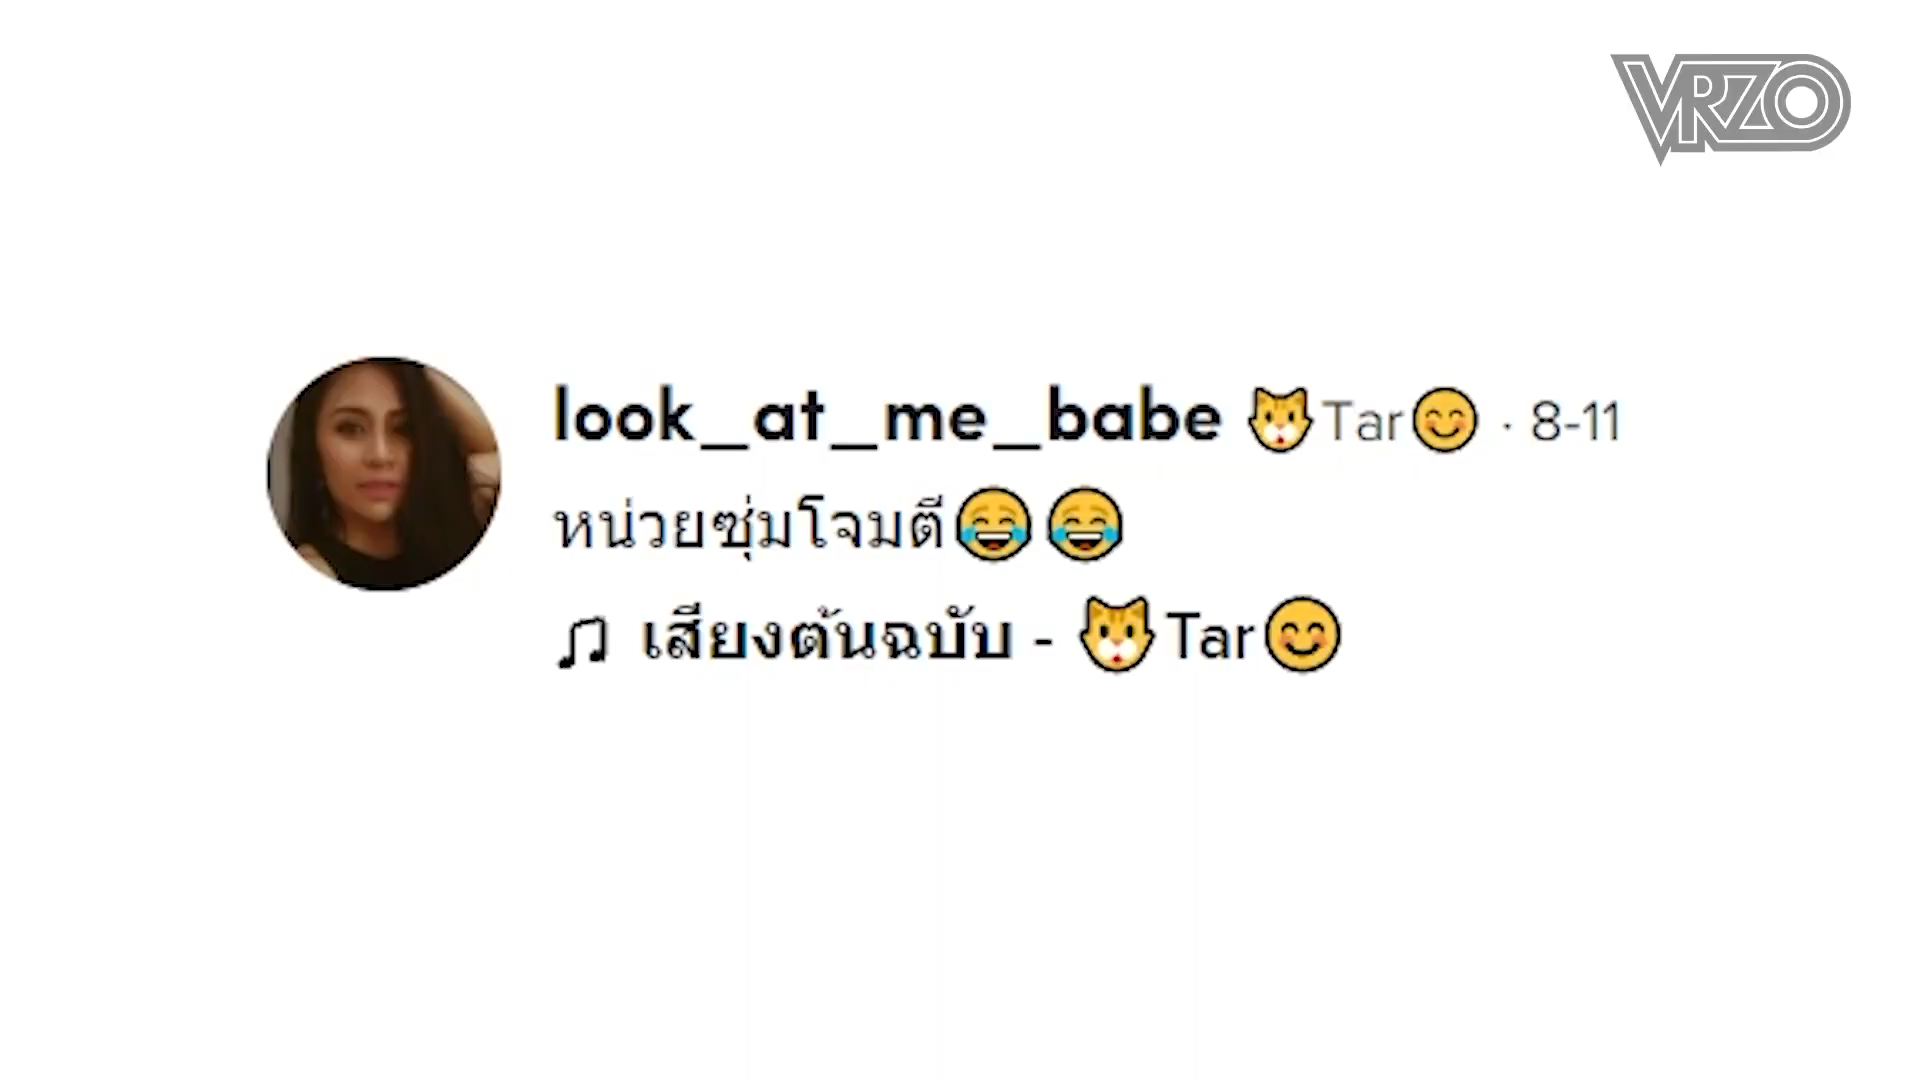 VRZO
look_at_me_babe 🐱Tar😊 · 8-11
หน่วยซุ่มโจมตี😂😂
♫ เสียงต้นฉบับ - 🐱Tar😊